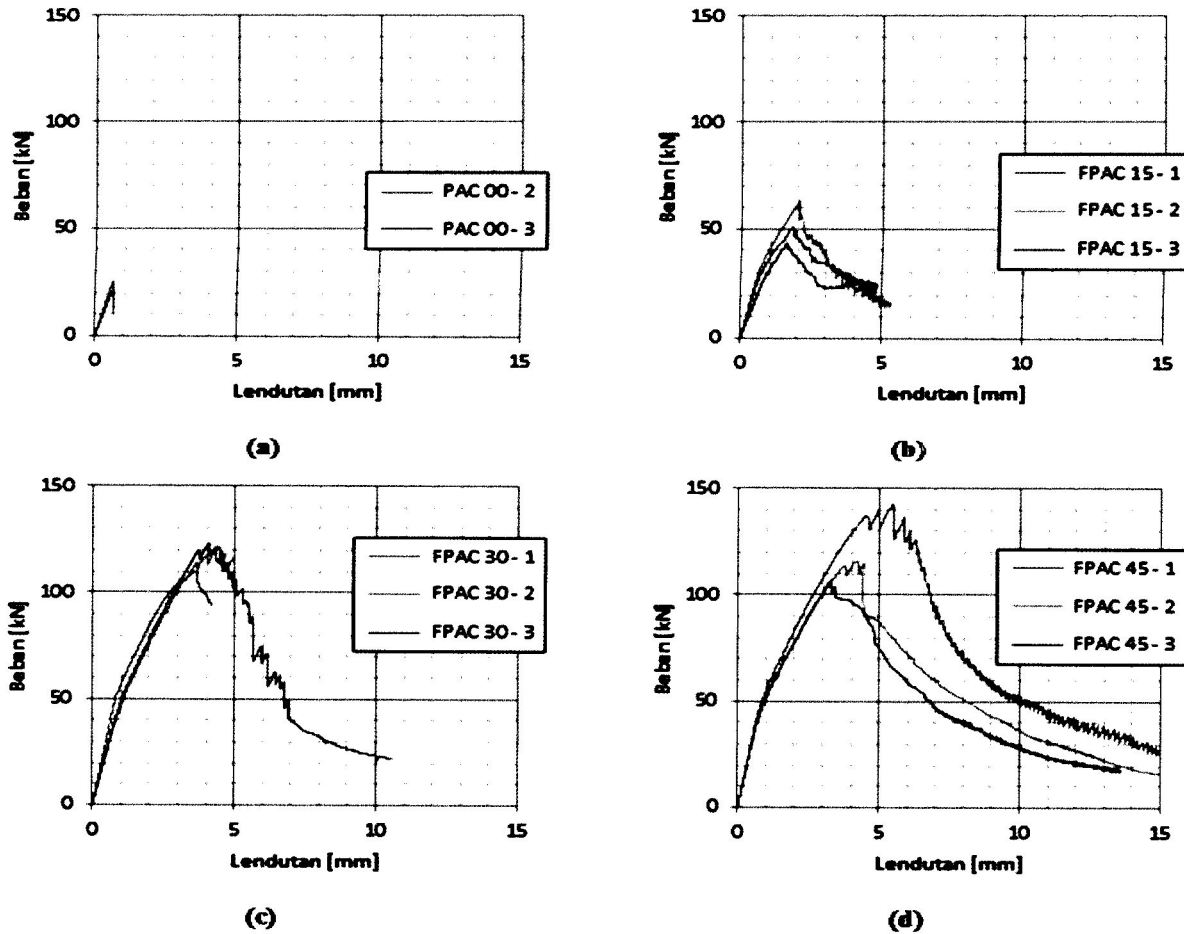 150
100
50
0
Beban [kN]
PAC 00 - 2
PAC 00 - 3
0 5 10 15
Lendutan [mm]
(a)
150
100
50
0
Beban [kN]
FPAC 15 - 1
FPAC 15 - 2
FPAC 15 - 3
0 5 10 15
Lendutan [mm]
(b)
150
100
50
0
Beban [kN]
FPAC 30 - 1
FPAC 30 - 2
FPAC 30 - 3
0 5 10 15
Lendutan [mm]
(c)
150
100
50
0
Beban [kN]
FPAC 45 - 1
FPAC 45 - 2
FPAC 45 - 3
0 5 10 15
Lendutan [mm]
(d)